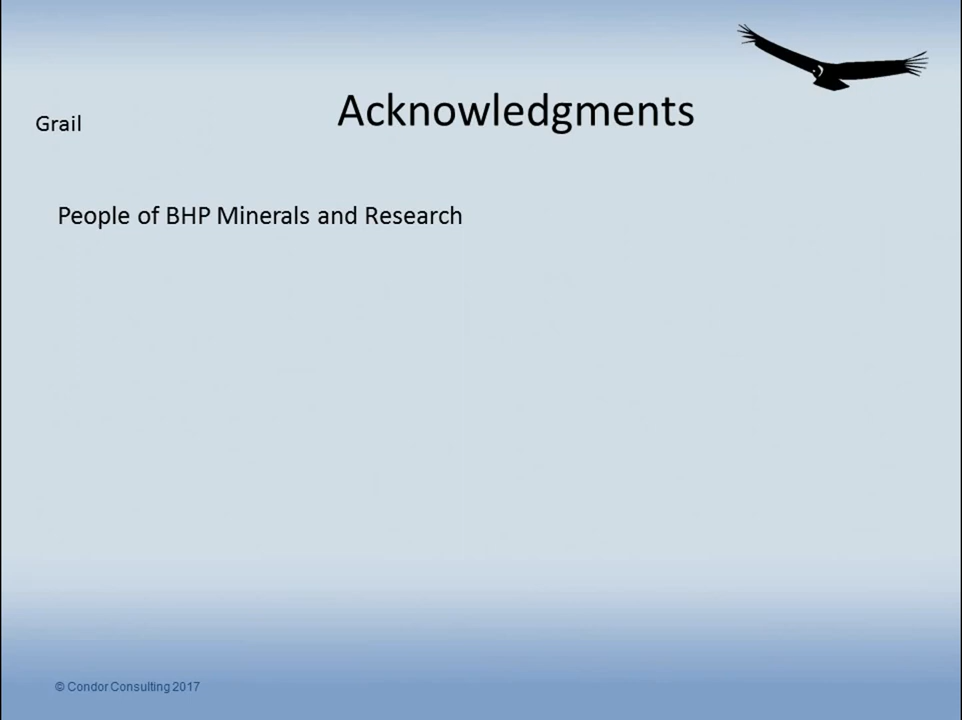 Acknowledgments
Grail
People of BHP Minerals and Research
© Condor Consulting 2017